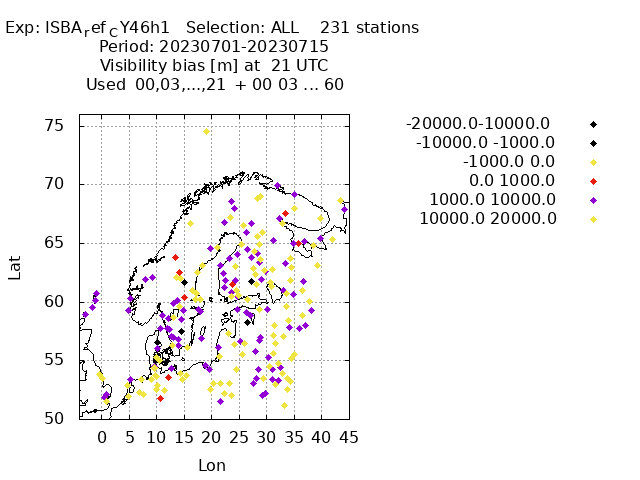 Exp: ISBA_ref_CY46h1 Selection: ALL 231 stations
Period: 20230701-20230715
Visibility bias [m] at 21 UTC
Used 00,03,...,21 + 00 03 ... 60
-20000.0-10000.0
-10000.0 -1000.0
-1000.0 0.0
0.0 1000.0
1000.0 10000.0
10000.0 20000.0
75
70
65
60
55
50
Lat
0 5 10 15 20 25 30 35 40 45
Lon